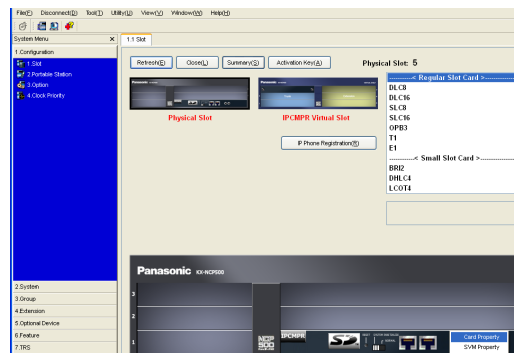 File(F) Disconnect(D) Tool(T) Utility(U) View(V) Window(W) Help(H)
System Menu X
1.1 Slot
1.Configuration
1.Slot
2.Portable Station
3.Option
4.Clock Priority
Refresh(E) Close(L) Summary(S) Activation Key(A)
Physical Slot: 5
Physical Slot
IPCMPR Virtual Slot
IP Phone Registration(R)
----------< Regular Slot Card >----------
DLC8
DLC16
SLC8
SLC16
OPB3
T1
E1
----------< Small Slot Card >----------
BRI2
DHLC4
LCOT4
Panasonic KX-NCP500
3
2
1
NCP
500
IPCMPR
SD
Card Property
SVM Property
2.System
3.Group
4.Extension
5.Optional Device
6.Feature
7.TRS